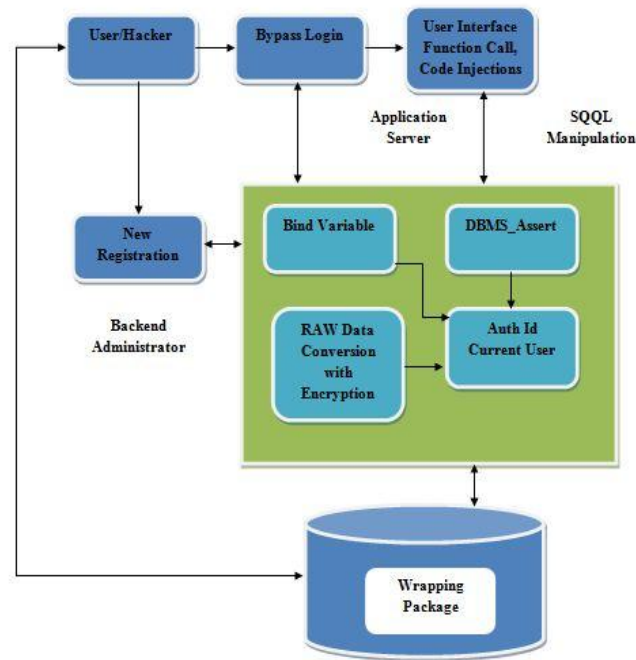 User/Hacker
Bypass Login
User Interface
Function Call,
Code Injections
Application
Server
SQQL
Manipulation
New
Registration
Bind Variable
DBMS_Assert
Backend
Administrator
RAW Data
Conversion
with
Encryption
Auth Id
Current User
Wrapping
Package